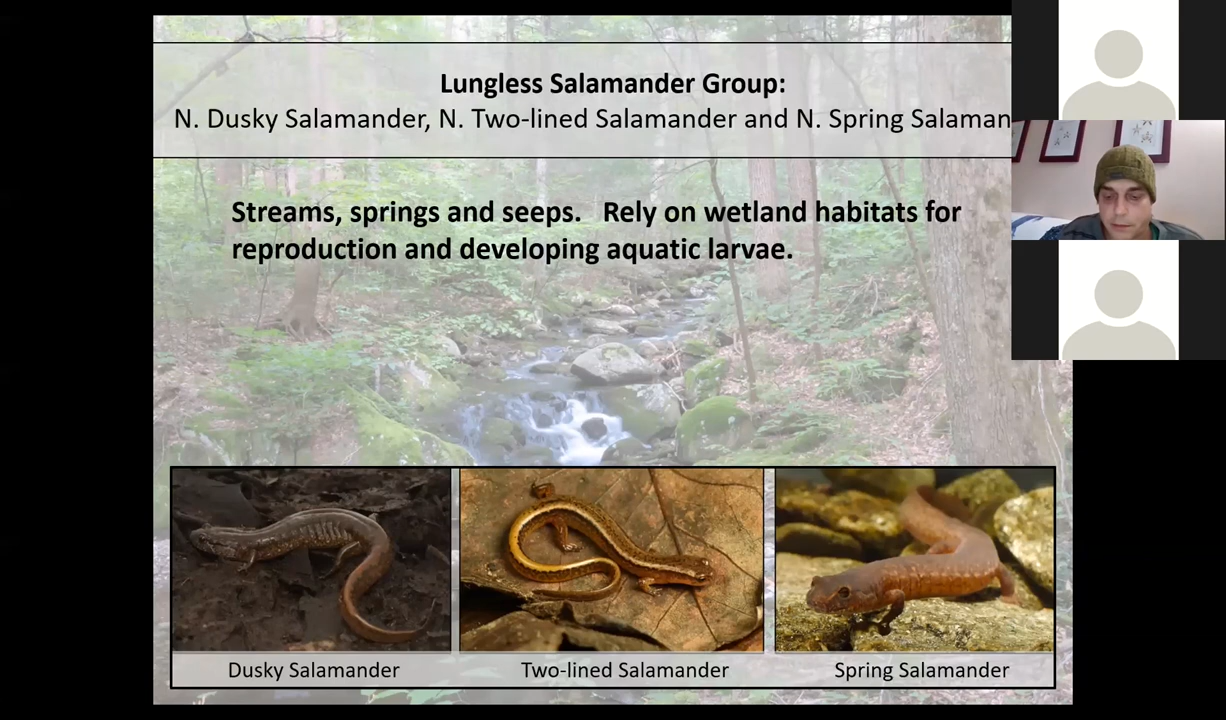 Lungless Salamander Group:
N. Dusky Salamander, N. Two-lined Salamander and N. Spring Salaman
Streams, springs and seeps. Rely on wetland habitats for
reproduction and developing aquatic larvae.
Dusky Salamander
Two-lined Salamander
Spring Salamander